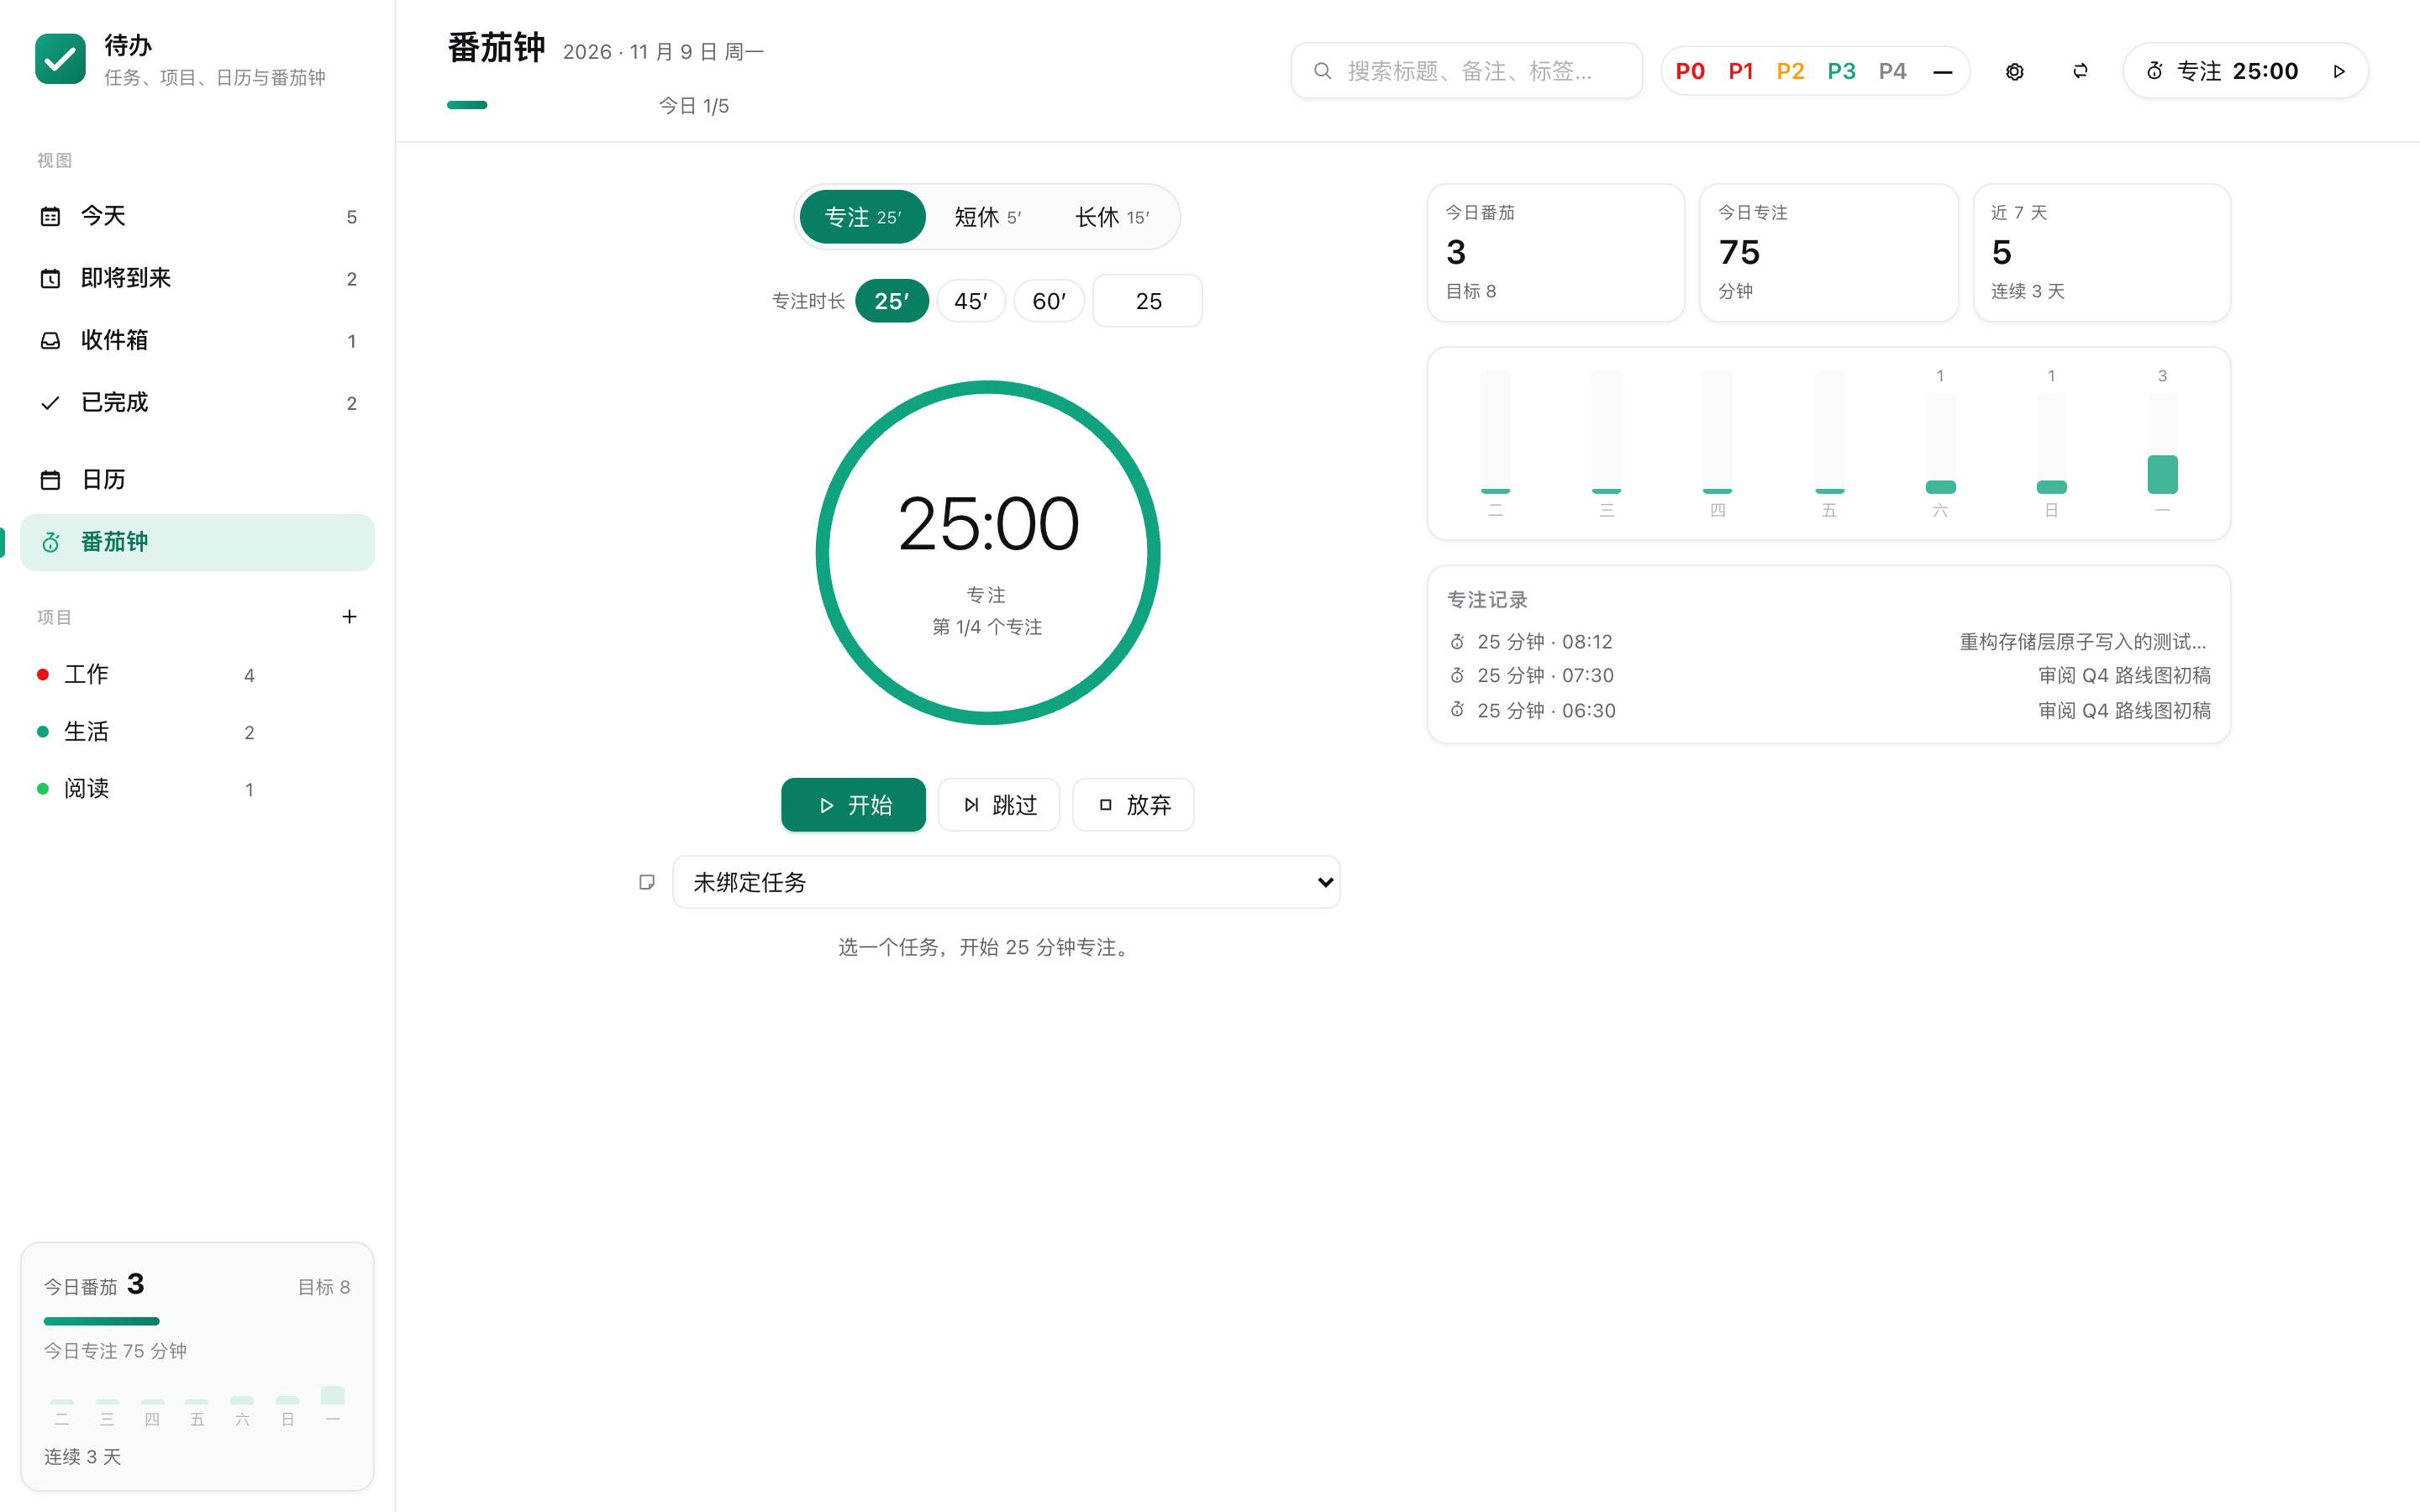 待办
任务、项目、日历与番茄钟
视图
今天 5
即将到来 2
收件箱 1
已完成 2
日历
番茄钟
项目 +
工作 4
生活 2
阅读 1
今日番茄 3 目标 8
今日专注 75 分钟
二 三 四 五 六 日 一
连续 3 天
番茄钟 2026 · 11 月 9 日 周一
今日 1/5
搜索标题、备注、标签...
P0 P1 P2 P3 P4 —
专注 25:00
专注 25′ 短休 5′ 长休 15′
专注时长 25′ 45′ 60′ 25
25:00
专注
第 1/4 个专注
开始 跳过 放弃
未绑定任务
选一个任务，开始 25 分钟专注。
今日番茄
3
目标 8
今日专注
75
分钟
近 7 天
5
连续 3 天
1 1 3
二 三 四 五 六 日 一
专注记录
25 分钟 · 08:12 重构存储层原子写入的测试...
25 分钟 · 07:30 审阅 Q4 路线图初稿
25 分钟 · 06:30 审阅 Q4 路线图初稿